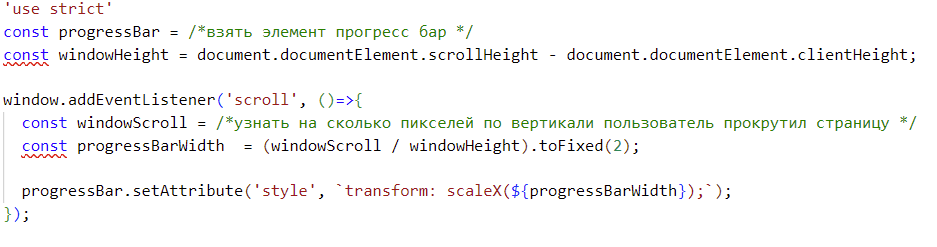 'use strict'
const progressBar = /*взять элемент прогресс бар */
const windowHeight = document.documentElement.scrollHeight - document.documentElement.clientHeight;
window.addEventListener('scroll', ()=>{
const windowScroll = /*узнать на сколько пикселей по вертикали пользователь прокрутил страницу */
const progressBarWidth  = (windowScroll / windowHeight).toFixed(2);
progressBar.setAttribute('style', `transform: scaleX(${progressBarWidth});`);
});